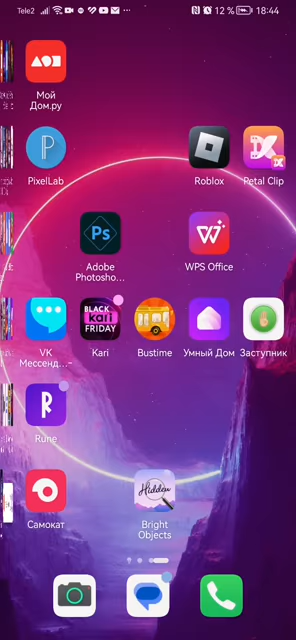 Tele2 12 % 18:44
Мой
Дом.ру
PixelLab
Roblox
Petal Clip
Ps
Adobe
Photosho...
WPS Office
BLACK
kari
FRIDAY
VK
Мессенд...
Kari
Bustime
Умный Дом
Заступник
Rune
Hidden
Самокат
Bright
Objects